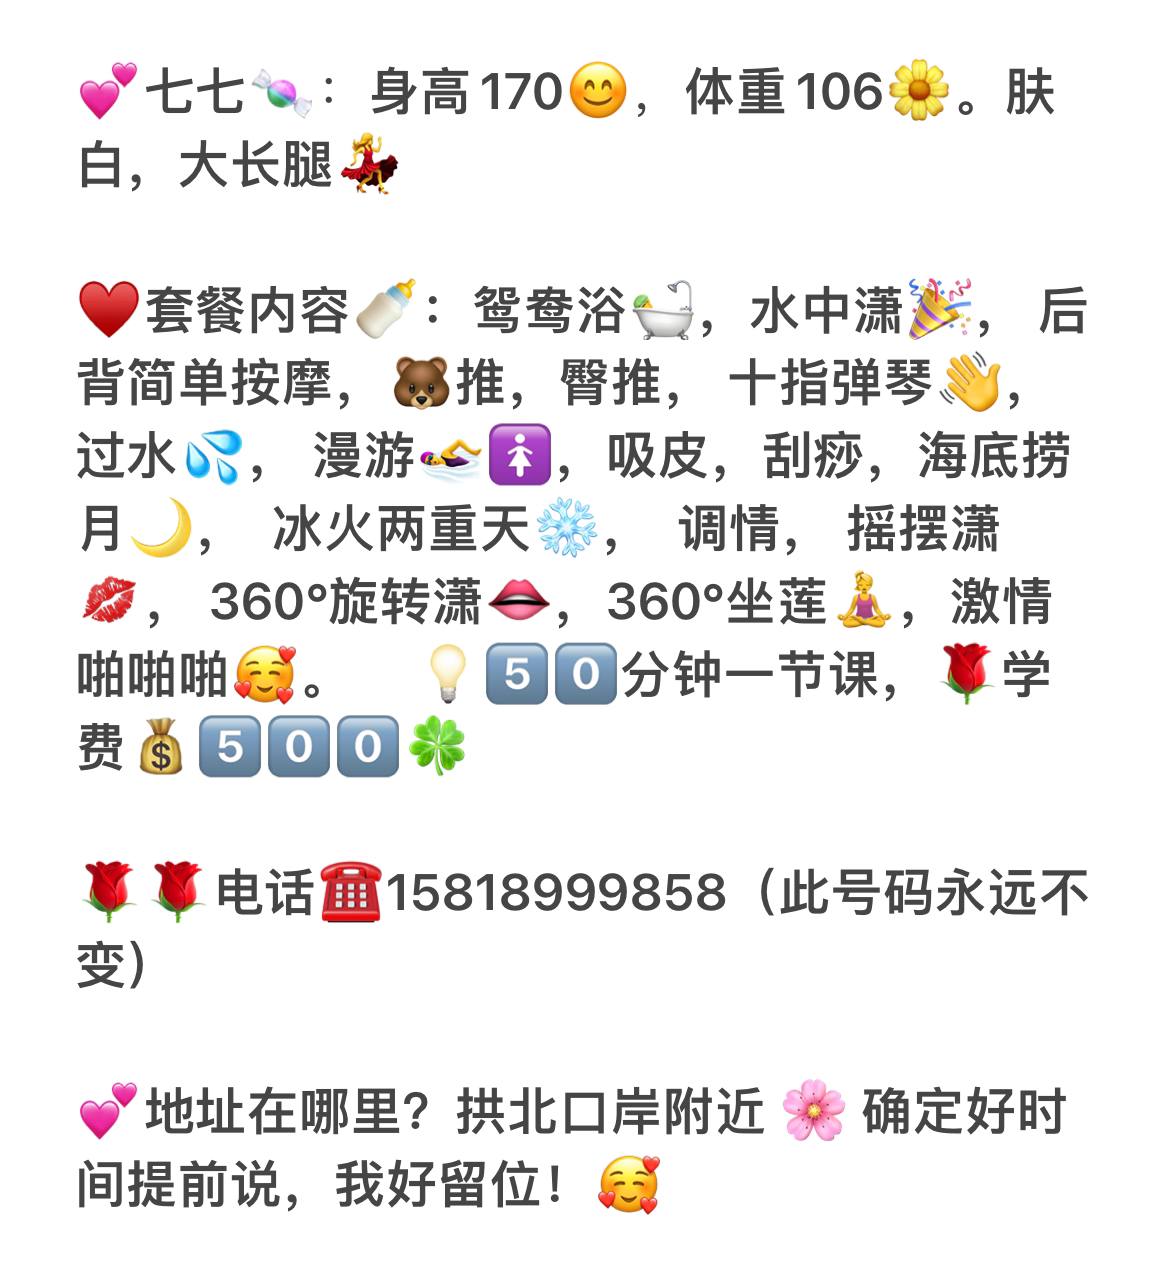 💕七七🍬：身高170😊，体重106🌼。肤
白，大长腿💃
♥️套餐内容🍼：鸳鸯浴🛀，水中潇🎉， 后
背简单按摩， 🐻推，臀推， 十指弹琴👋，
过水💦， 漫游🏊‍♀️🚺，吸皮，刮痧，海底捞
月🌙， 冰火两重天❄️， 调情， 摇摆潇
💋， 360°旋转潇👄，360°坐莲🧘‍♀️，激情
啪啪啪🥰。 💡5️⃣0️⃣分钟一节课， 🌹学
费💰5️⃣0️⃣0️⃣🍀
🌹🌹电话☎️15818999858（此号码永远不
变）
💕地址在哪里？拱北口岸附近 🌸 确定好时
间提前说，我好留位！🥰